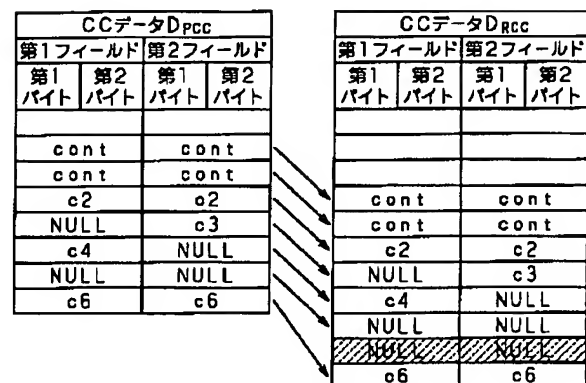 CCデータDPCC
第1フィールド 第2フィールド
第1 第2 第1 第2
バイト バイト バイト バイト
cont cont
cont cont
c2 c2
NULL c3
c4 NULL
NULL NULL
c6 c6
CCデータDRCC
第1フィールド 第2フィールド
第1 第2 第1 第2
バイト バイト バイト バイト
cont cont
cont cont
c2 c2
NULL c3
c4 NULL
NULL NULL
NULL NULL
c6 c6